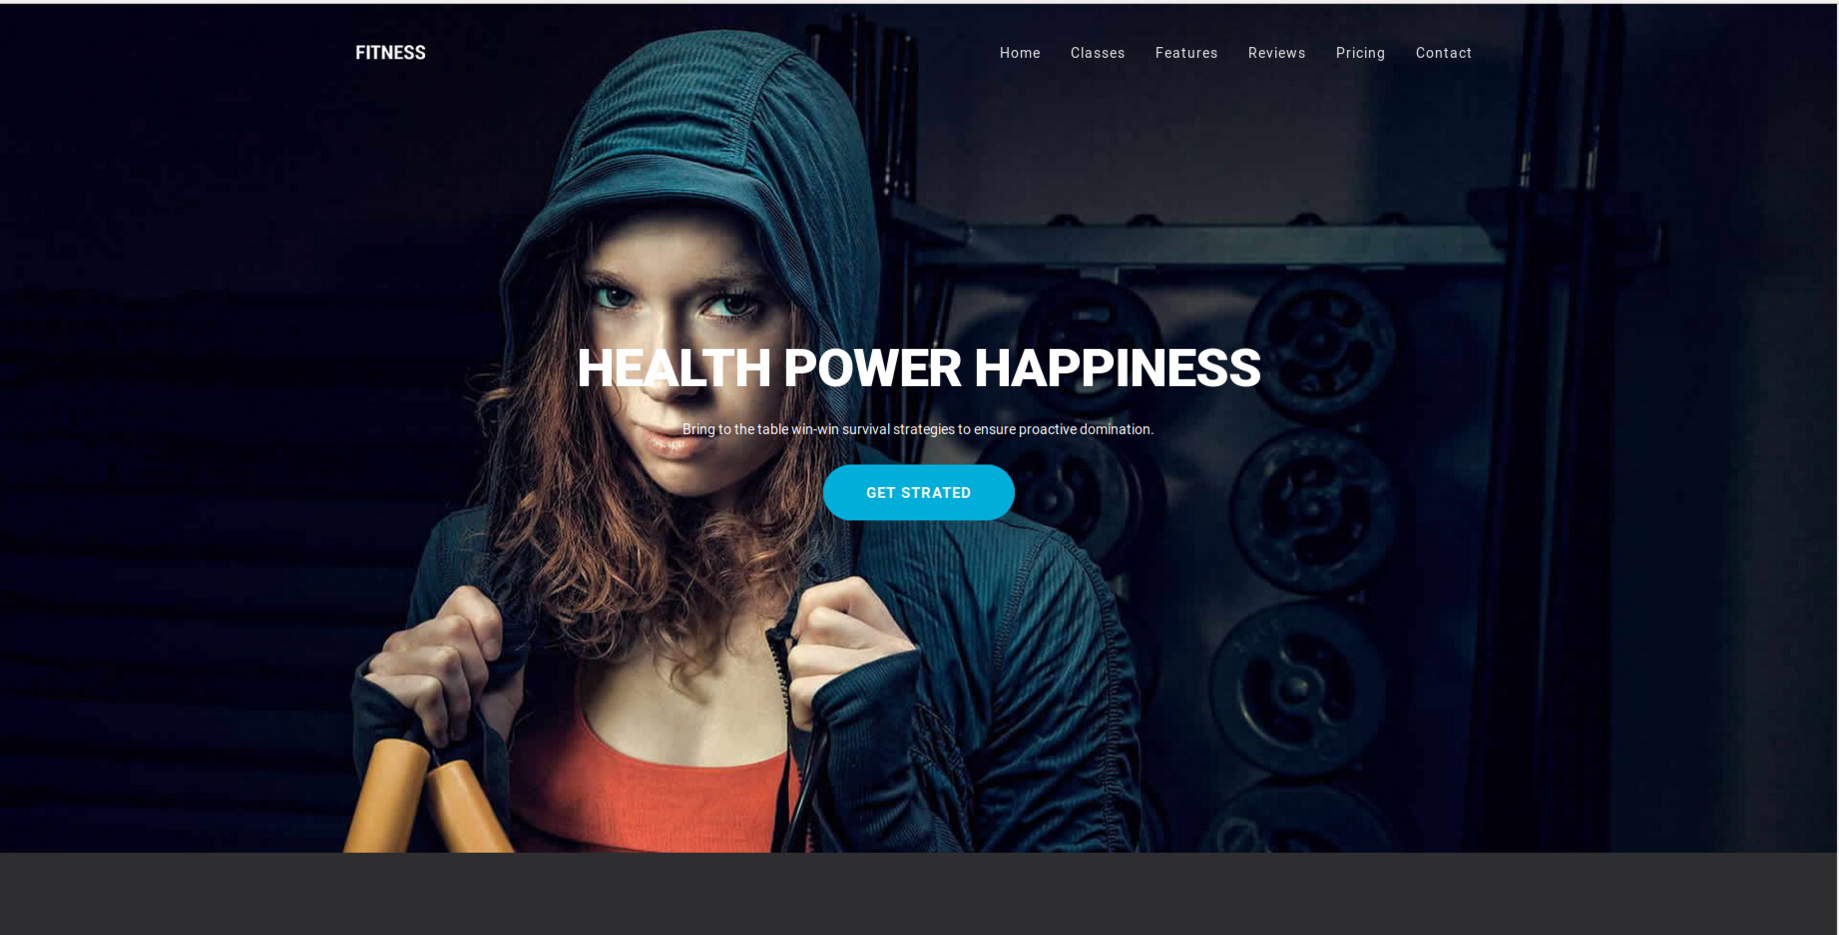 FITNESS
Home Classes Features Reviews Pricing Contact
HEALTH POWER HAPPINESS
Bring to the table win-win survival strategies to ensure proactive domination.
GET STRATED